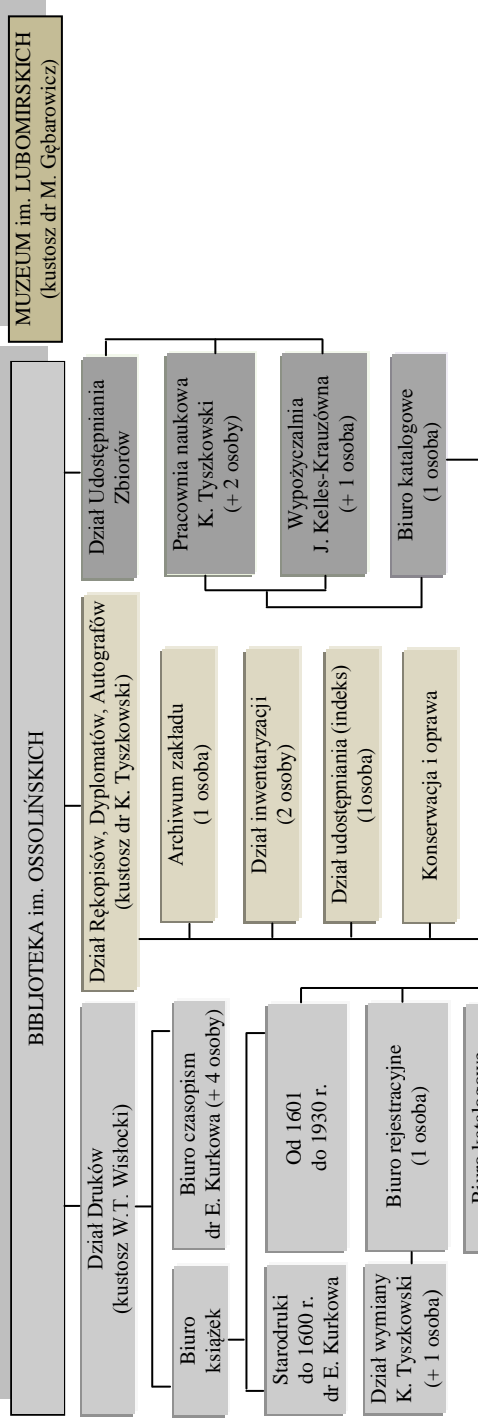 BIBLIOTEKA im. OSSOLIŃSKICH
MUZEUM im. LUBOMIRSKICH
(kustosz dr M. Gębarowicz)
Dział Druków
(kustosz W.T. Wisłocki)
Biuro
książek
Biuro czasopism
dr E. Kurkowa (+ 4 osoby)
Starodruki
do 1600 r.
dr E. Kurkowa
Od 1601
do 1930 r.
Dział wymiany
K. Tyszkowski
(+ 1 osoba)
Biuro rejestracyjne
(1 osoba)
Biuro katalogowe
Dział Rękopisów, Dyplomatów, Autografów
(kustosz dr K. Tyszkowski)
Archiwum zakładu
(1 osoba)
Dział inwentaryzacji
(2 osoby)
Dział udostępniania (indeks)
(1osoba)
Konserwacja i oprawa
Dział Udostępniania
Zbiorów
Pracownia naukowa
K. Tyszkowski
(+ 2 osoby)
Wypożyczalnia
J. Kelles-Krauzówna
(+ 1 osoba)
Biuro katalogowe
(1 osoba)